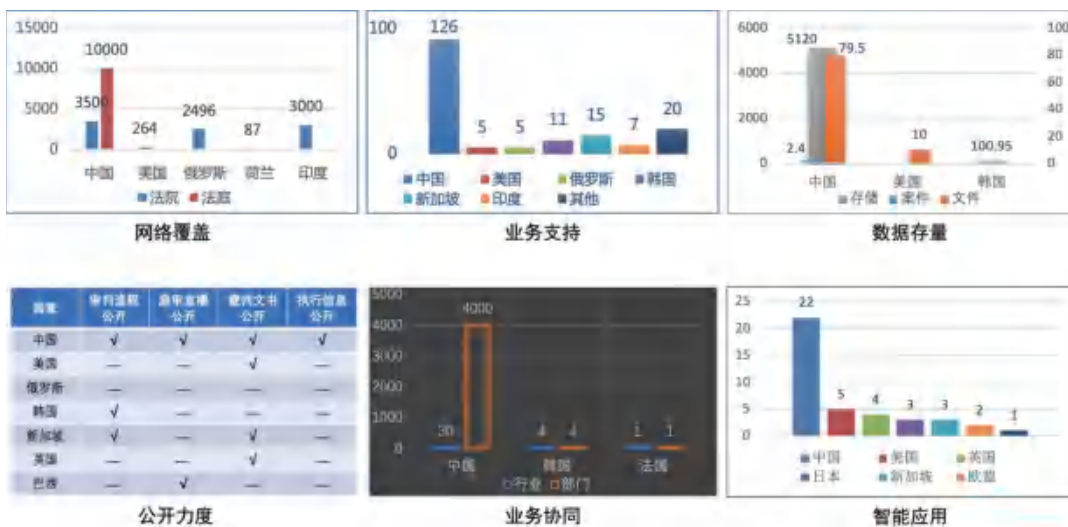 15000
10000
5000
0
10000
3500
264
2496
87
3000
中国 美国 俄罗斯 荷兰 印度
法院 法庭
网络覆盖
100
0
126
5
5
11
15
7
20
中国 美国 俄罗斯 韩国
新加坡 印度 其他
业务支持
6000
4000
2000
0
100
80
60
40
20
0
5120
79.5
2.4
10
100.95
中国 美国 韩国
存储 案件 文件
数据存量
国家 审判流程公开 庭审直播公开 裁判文书公开 执行信息公开
中国 √ √ √ √
美国 — — √ —
俄罗斯 — — — —
韩国 √ — — —
新加坡 √ — √ —
英国 — — √ —
巴西 — √ — —
公开力度
5000
4000
3000
2000
1000
0
4000
30
4 4
1 1
中国 韩国 法国
行业 部门
业务协同
25
20
15
10
5
0
22
5
4
3
3
2
1
中国 美国 英国
日本 新加坡 欧盟
智能应用